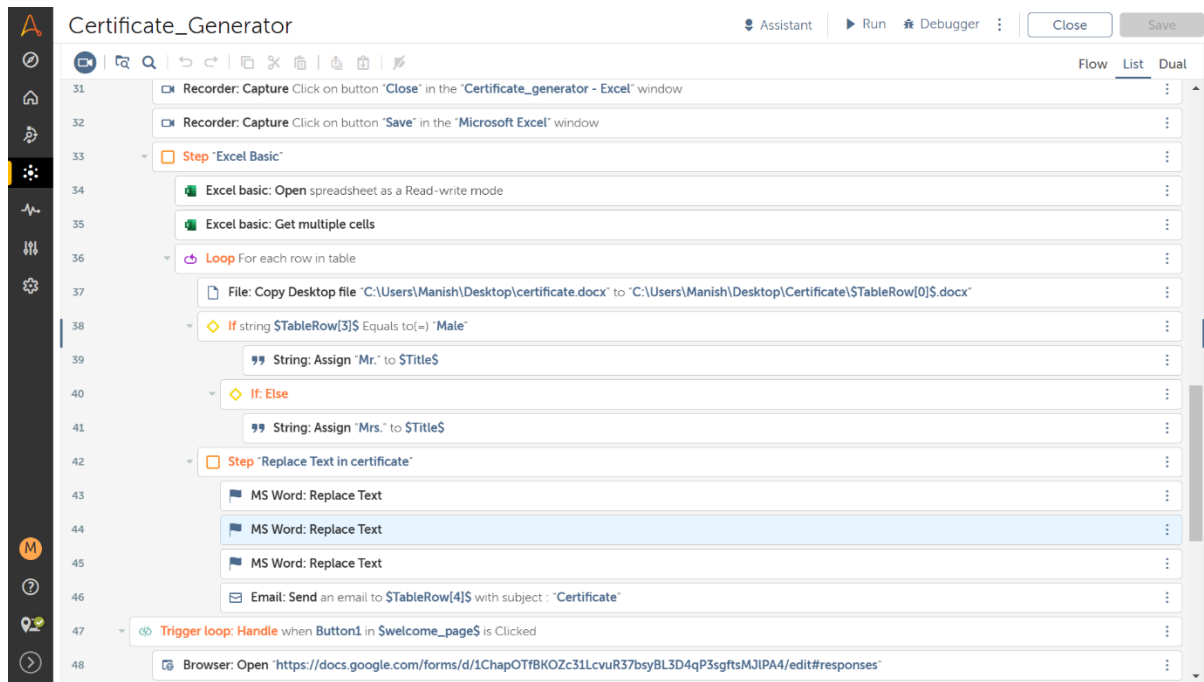 Certificate_Generator
Assistant Run Debugger Close Save
Flow List Dual
31 Recorder: Capture Click on button "Close" in the "Certificate_generator - Excel" window
32 Recorder: Capture Click on button "Save" in the "Microsoft Excel" window
33 Step "Excel Basic"
34 Excel basic: Open spreadsheet as a Read-write mode
35 Excel basic: Get multiple cells
36 Loop For each row in table
37 File: Copy Desktop file "C:\Users\Manish\Desktop\certificate.docx" to "C:\Users\Manish\Desktop\Certificate\$TableRow[0]$.docx"
38 If string $TableRow[3]$ Equals to(=) "Male"
39 String: Assign "Mr." to $Title$
40 If: Else
41 String: Assign "Mrs." to $Title$
42 Step "Replace Text in certificate"
43 MS Word: Replace Text
44 MS Word: Replace Text
45 MS Word: Replace Text
46 Email: Send an email to $TableRow[4]$ with subject : "Certificate"
47 Trigger loop: Handle when Button1 in $welcome_page$ is Clicked
48 Browser: Open "https://docs.google.com/forms/d/1ChapOTfBKOZc31LcvuR37bsyBL3D4qP3sgftsMJlPA4/edit#responses"
M